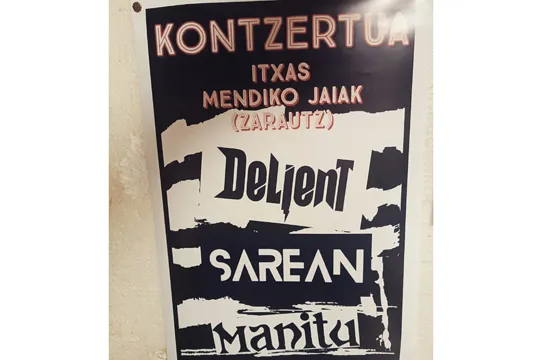 KONTZERTUA
ITXAS
MENDIKO JAIAK
(ZARAUTZ)
DELIENT
SAREAN
Manitu